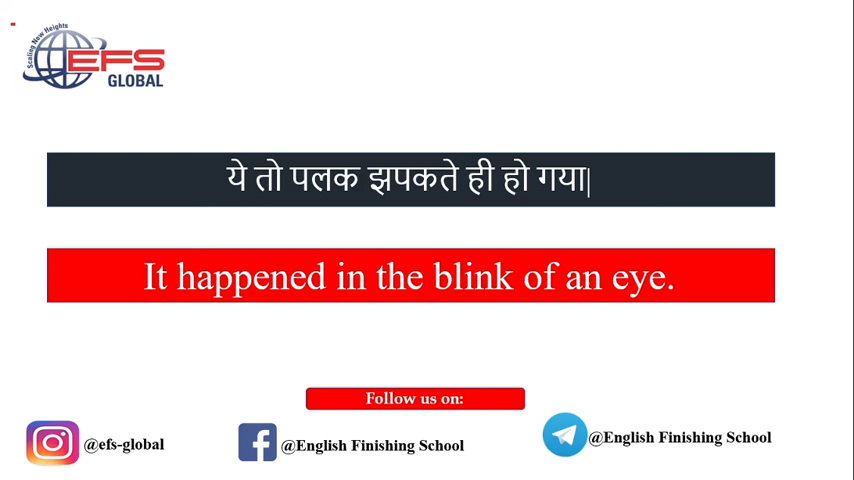 Scaling New Heights
EFS
GLOBAL
ये तो पलक झपकते ही हो गया|
It happened in the blink of an eye.
Follow us on:
@efs-global
@English Finishing School
@English Finishing School